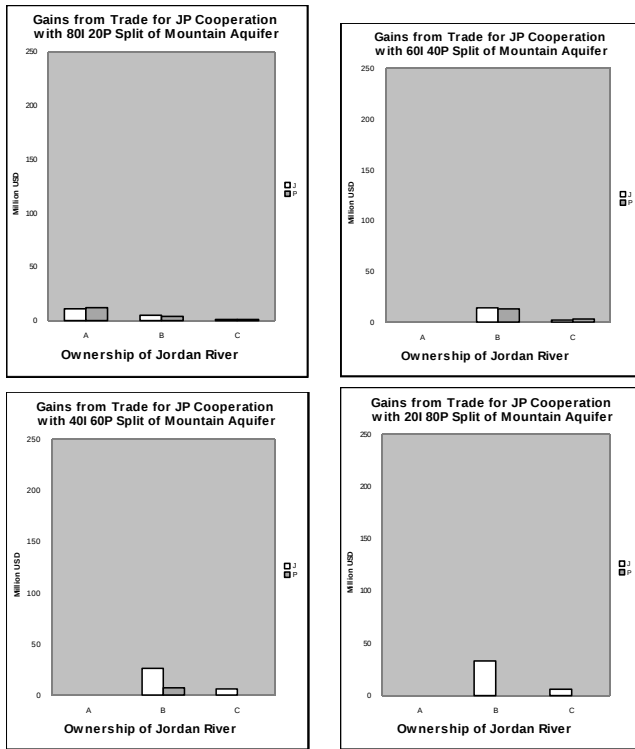 Gains from Trade for JP Cooperation
with 80I 20P Split of Mountain Aquifer
250
200
150
100
50
0
Million USD
J
P
A B C
Ownership of Jordan River
Gains from Trade for JP Cooperation
with 60I 40P Split of Mountain Aquifer
250
200
150
100
50
0
Million USD
J
P
A B C
Ownership of Jordan River
Gains from Trade for JP Cooperation
with 40I 60P Split of Mountain Aquifer
250
200
150
100
50
0
Million USD
J
P
A B C
Ownership of Jordan River
Gains from Trade for JP Cooperation
with 20I 80P Split of Mountain Aquifer
250
200
150
100
50
0
Million USD
J
P
A B C
Ownership of Jordan River